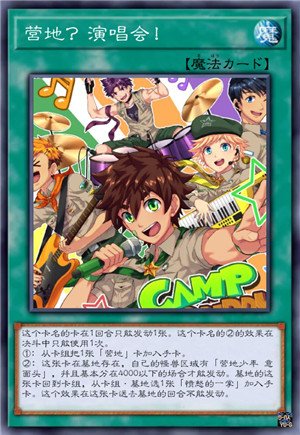 营地？演唱会！
魔
【魔法カード】
CAMP
这个卡名的卡在1回合只能发动1张。这个卡名的②的效果在
决斗中只能使用1次。
①：从卡组把1张「营地」卡加入手卡。
②：这张卡在墓地存在，自己的怪兽区域有「营地少年 意
面头」，并且基本分在4000以下的场合才能发动。墓地的这
张卡回到卡组，从卡组·墓地选1张「愤怒的一掌」加入手
卡。这个效果在这张卡送去墓地的回合不能发动。